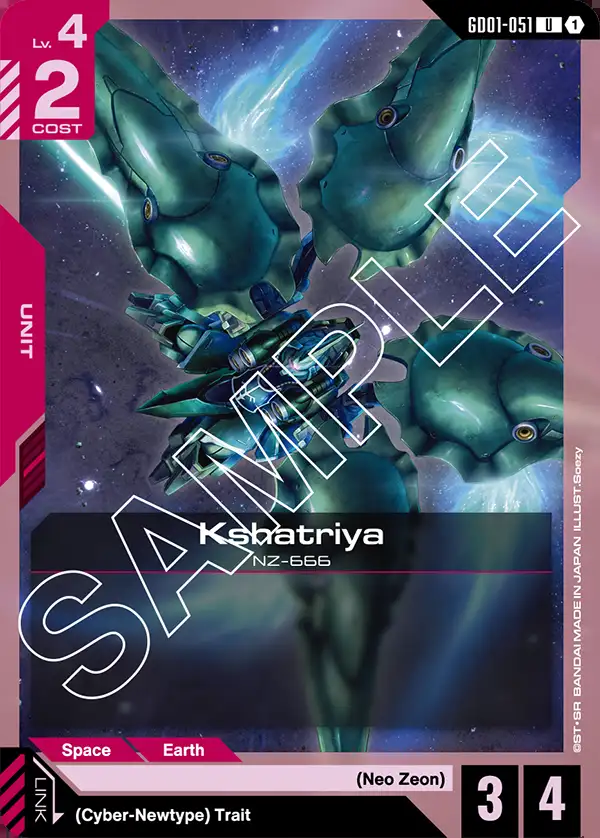 Lv. 4
2
COST
GD01-051 U 1
UNIT
SAMPLE
Kshatriya
NZ-666
©ST・SR BANDAI MADE IN JAPAN ILLUST.Soezy
Space Earth
(Neo Zeon)
LINK
(Cyber-Newtype) Trait
3 4